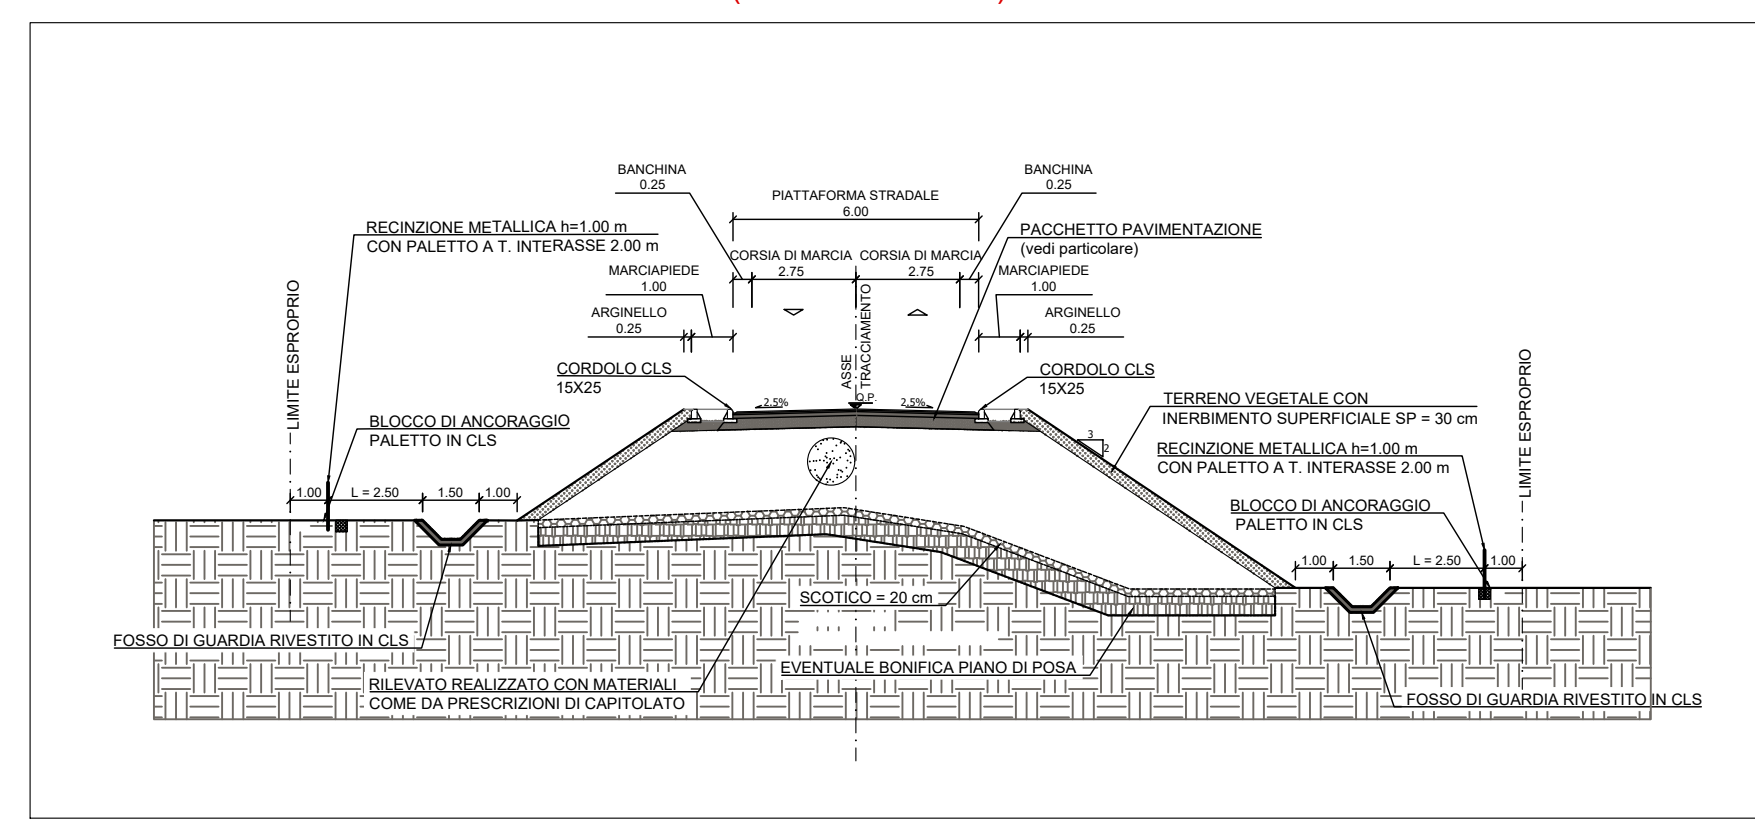 BANCHINA
0.25
BANCHINA
0.25
PIATTAFORMA STRADALE
6.00
RECINZIONE METALLICA h=1.00 m
CON PALETTO A T. INTERASSE 2.00 m
PACCHETTO PAVIMENTAZIONE
(vedi particolare)
CORSIA DI MARCIA
2.75
CORSIA DI MARCIA
2.75
MARCIAPIEDE
1.00
MARCIAPIEDE
1.00
ARGINELLO
0.25
ARGINELLO
0.25
LIMITE ESPROPRIO
ASSE
TRACCIAMENTO
LIMITE ESPROPRIO
CORDOLO CLS
15X25
CORDOLO CLS
15X25
2.5%
Q.P.
2.5%
TERRENO VEGETALE CON
INERBIMENTO SUPERFICIALE SP = 30 cm
BLOCCO DI ANCORAGGIO
PALETTO IN CLS
3
2
RECINZIONE METALLICA h=1.00 m
CON PALETTO A T. INTERASSE 2.00 m
1.00
L = 2.50
1.50
1.00
BLOCCO DI ANCORAGGIO
PALETTO IN CLS
1.00
1.50
L = 2.50
1.00
SCOTICO = 20 cm
FOSSO DI GUARDIA RIVESTITO IN CLS
EVENTUALE BONIFICA PIANO DI POSA
RILEVATO REALIZZATO CON MATERIALI
COME DA PRESCRIZIONI DI CAPITOLATO
FOSSO DI GUARDIA RIVESTITO IN CLS